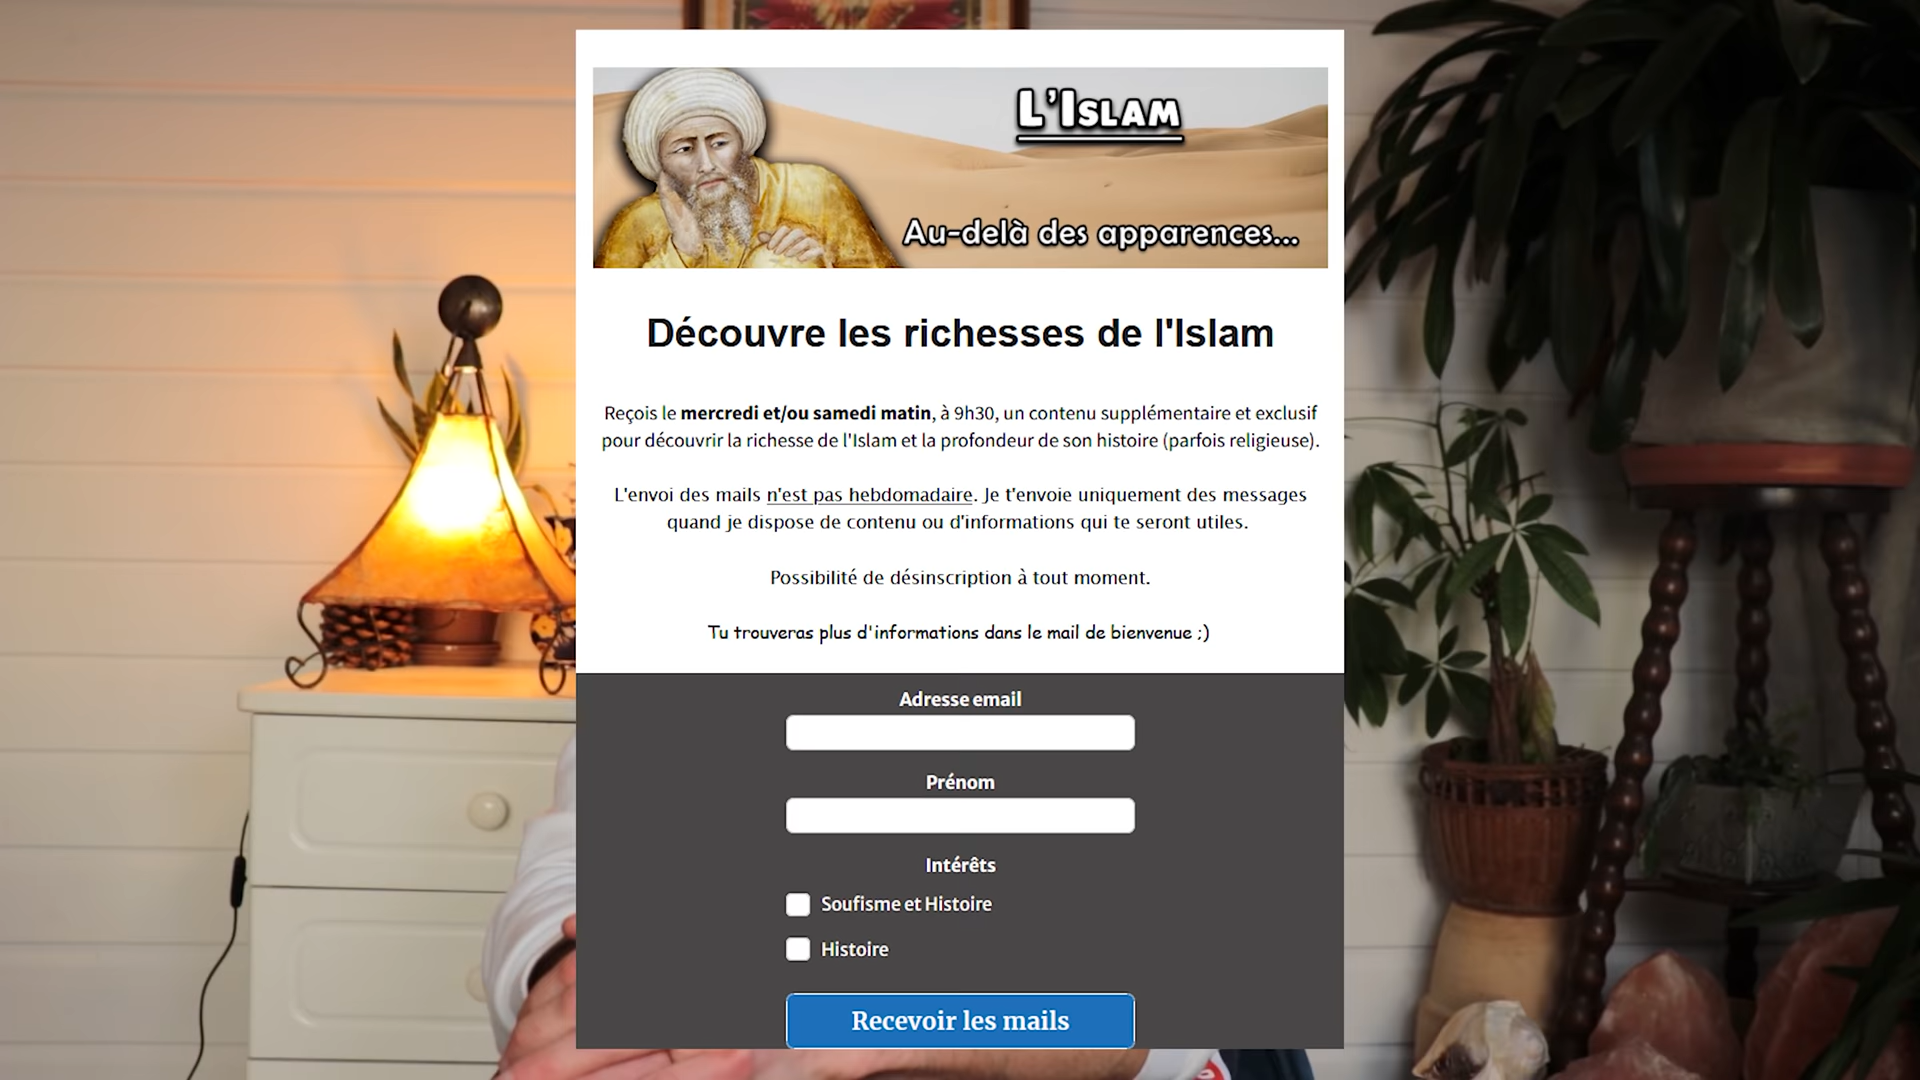 L'Islam
Au-delà des apparences...
Découvre les richesses de l'Islam
Reçois le mercredi et/ou samedi matin, à 9h30, un contenu supplémentaire et exclusif
pour découvrir la richesse de l'Islam et la profondeur de son histoire (parfois religieuse).
L'envoi des mails n'est pas hebdomadaire. Je t'envoie uniquement des messages
quand je dispose de contenu ou d'informations qui te seront utiles.
Possibilité de désinscription à tout moment.
Tu trouveras plus d'informations dans le mail de bienvenue ;)
Adresse email
Prénom
Intérêts
Soufisme et Histoire
Histoire
Recevoir les mails